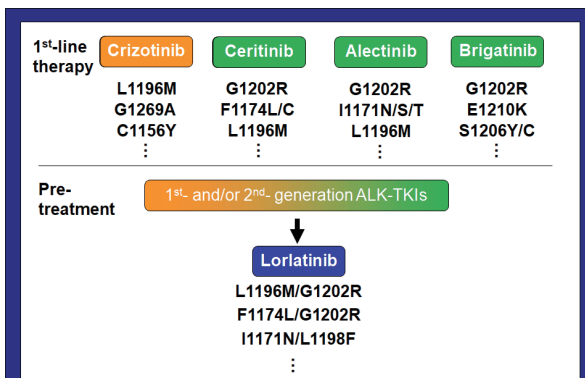 1st-line therapy
Crizotinib
Ceritinib
Alectinib
Brigatinib
L1196M
G1269A
C1156Y
⋮
G1202R
F1174L/C
L1196M
⋮
G1202R
I1171N/S/T
L1196M
⋮
G1202R
E1210K
S1206Y/C
⋮
Pre-
treatment
1st- and/or 2nd- generation ALK-TKIs
Lorlatinib
L1196M/G1202R
F1174L/G1202R
I1171N/L1198F
⋮